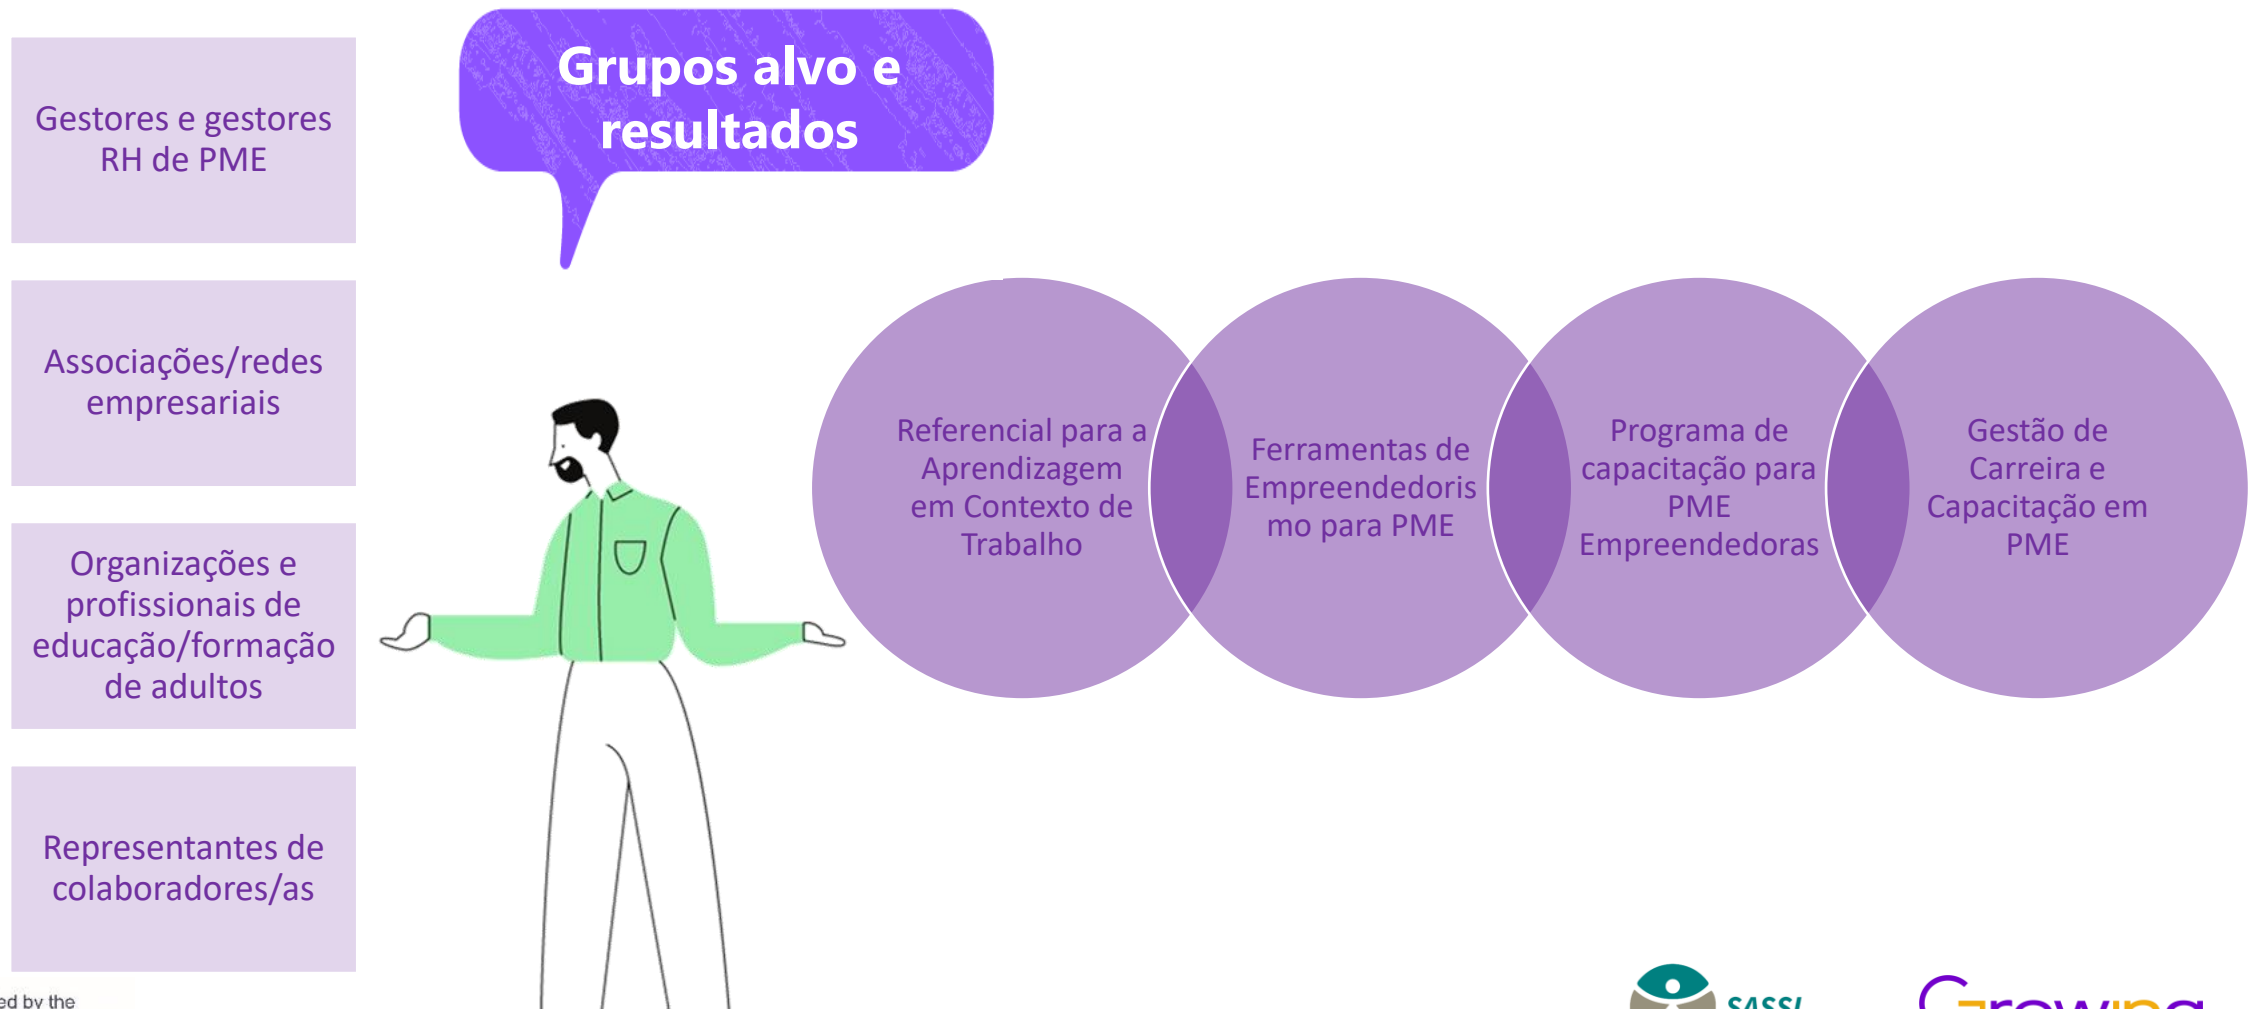 Grupos alvo e
resultados
Gestores e gestores
RH de PME
Associações/redes
empresariais
Organizações e
profissionais de
educação/formação
de adultos
Representantes de
colaboradores/as
Referencial para a
Aprendizagem
em Contexto de
Trabalho
Ferramentas de
Empreendedoris
mo para PME
Programa de
capacitação para
PME
Empreendedoras
Gestão de
Carreira e
Capacitação em
PME
ed by the
SASSI
Growing